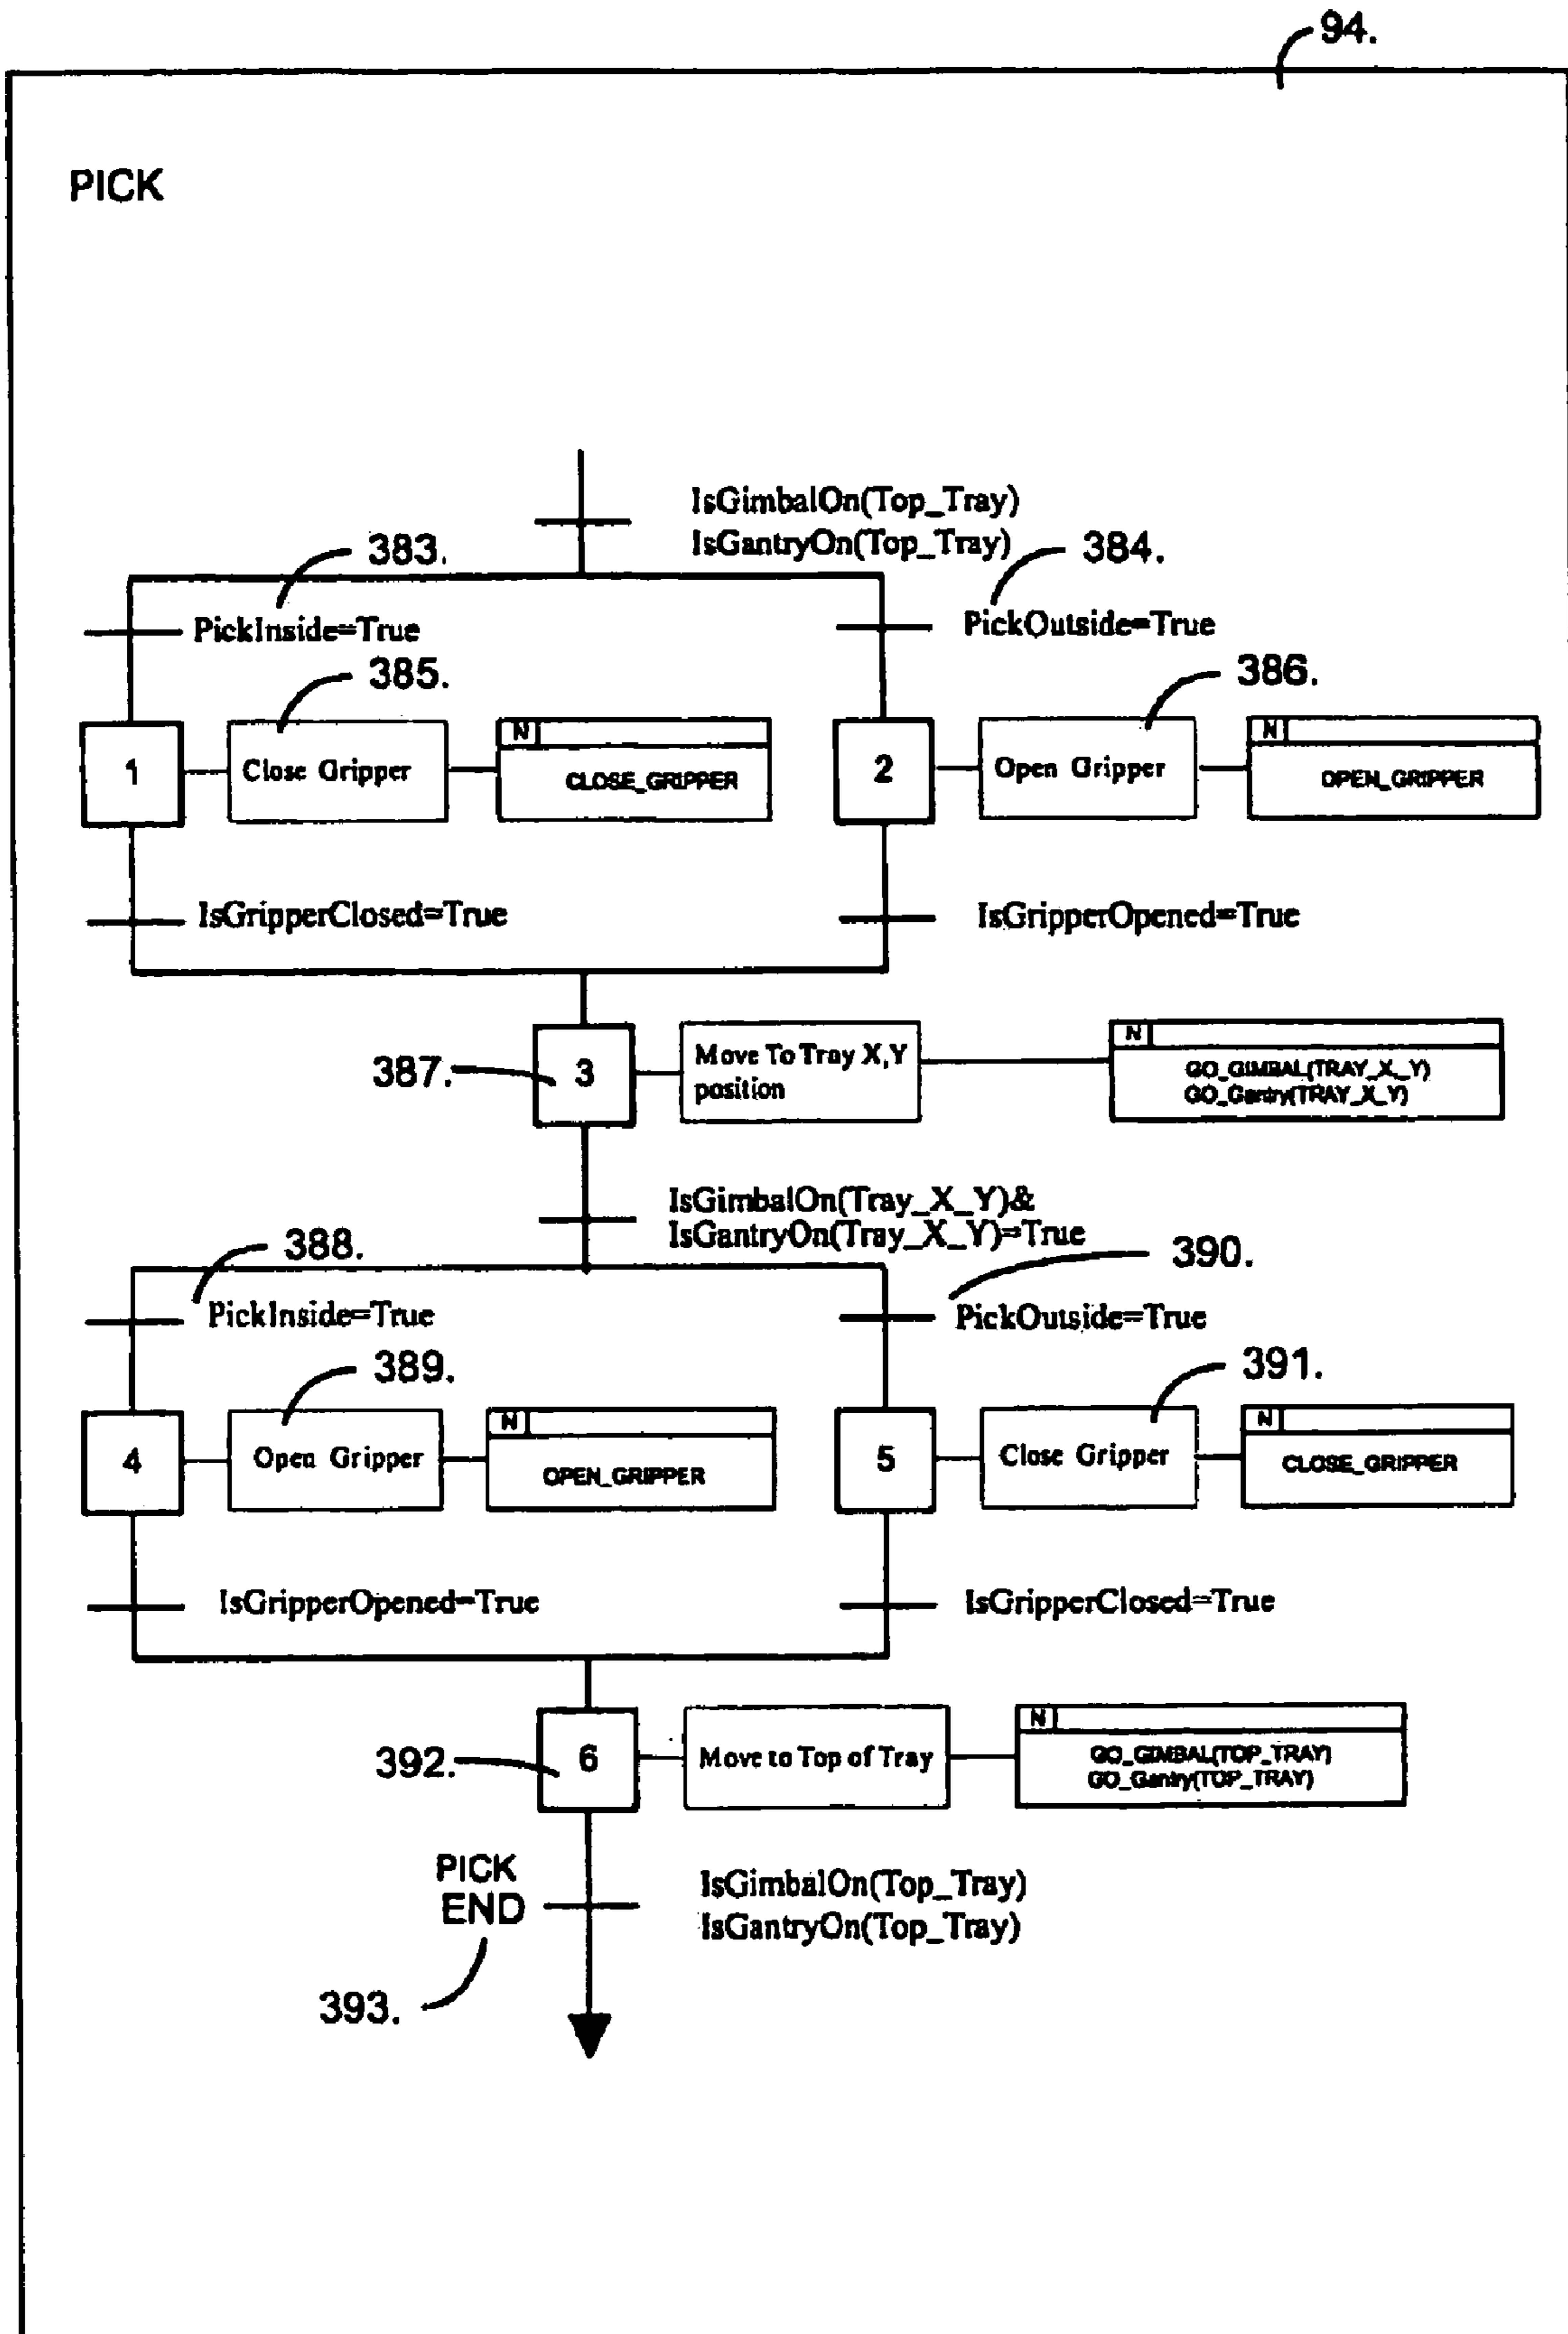 94.
PICK
IsGimbalOn(Top_Tray)
IsGantryOn(Top_Tray)
383.
384.
PickInside=True
PickOutside=True
385.
386.
1
Close Gripper
N
CLOSE_GRIPPER
2
Open Gripper
N
OPEN_GRIPPER
IsGripperClosed=True
IsGripperOpened=True
387.
3
Move To Tray X,Y
position
N
GO_GIMBAL(TRAY_X_Y)
GO_Gantry(TRAY_X_Y)
IsGimbalOn(Tray_X_Y)&
IsGantryOn(Tray_X_Y)=True
388.
390.
PickInside=True
PickOutside=True
389.
391.
4
Open Gripper
N
OPEN_GRIPPER
5
Close Gripper
N
CLOSE_GRIPPER
IsGripperOpened=True
IsGripperClosed=True
392.
6
Move to Top of Tray
N
GO_GIMBAL(TOP_TRAY)
GO_Gantry(TOP_TRAY)
PICK
END
IsGimbalOn(Top_Tray)
IsGantryOn(Top_Tray)
393.